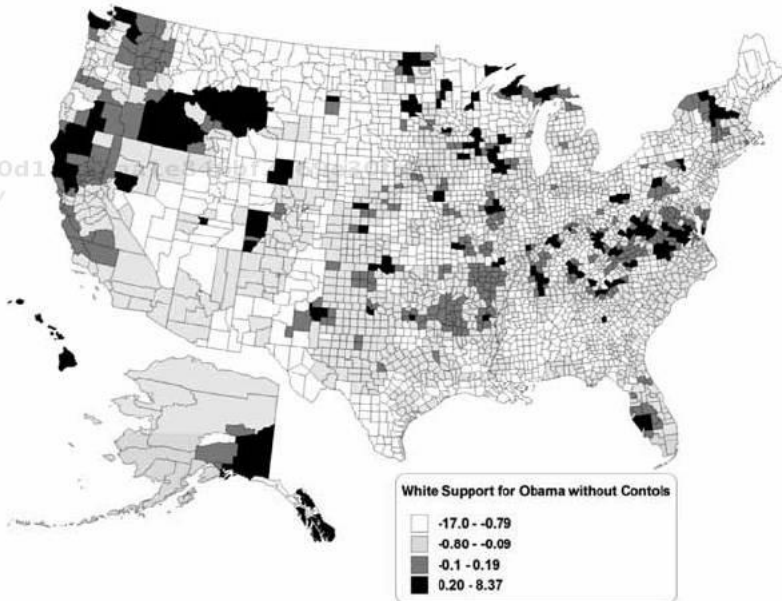 White Support for Obama without Contols
-17.0 - -0.79
-0.80 - -0.09
-0.1 - 0.19
0.20 - 8.37